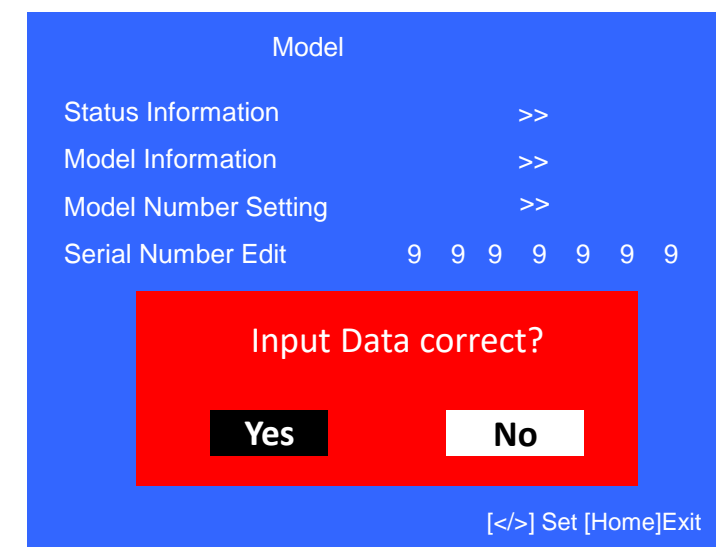 Model
Status Information >>
Model Information >>
Model Number Setting >>
Serial Number Edit 9 9 9 9 9 9 9
Input Data correct?
Yes No
[</>] Set [Home]Exit